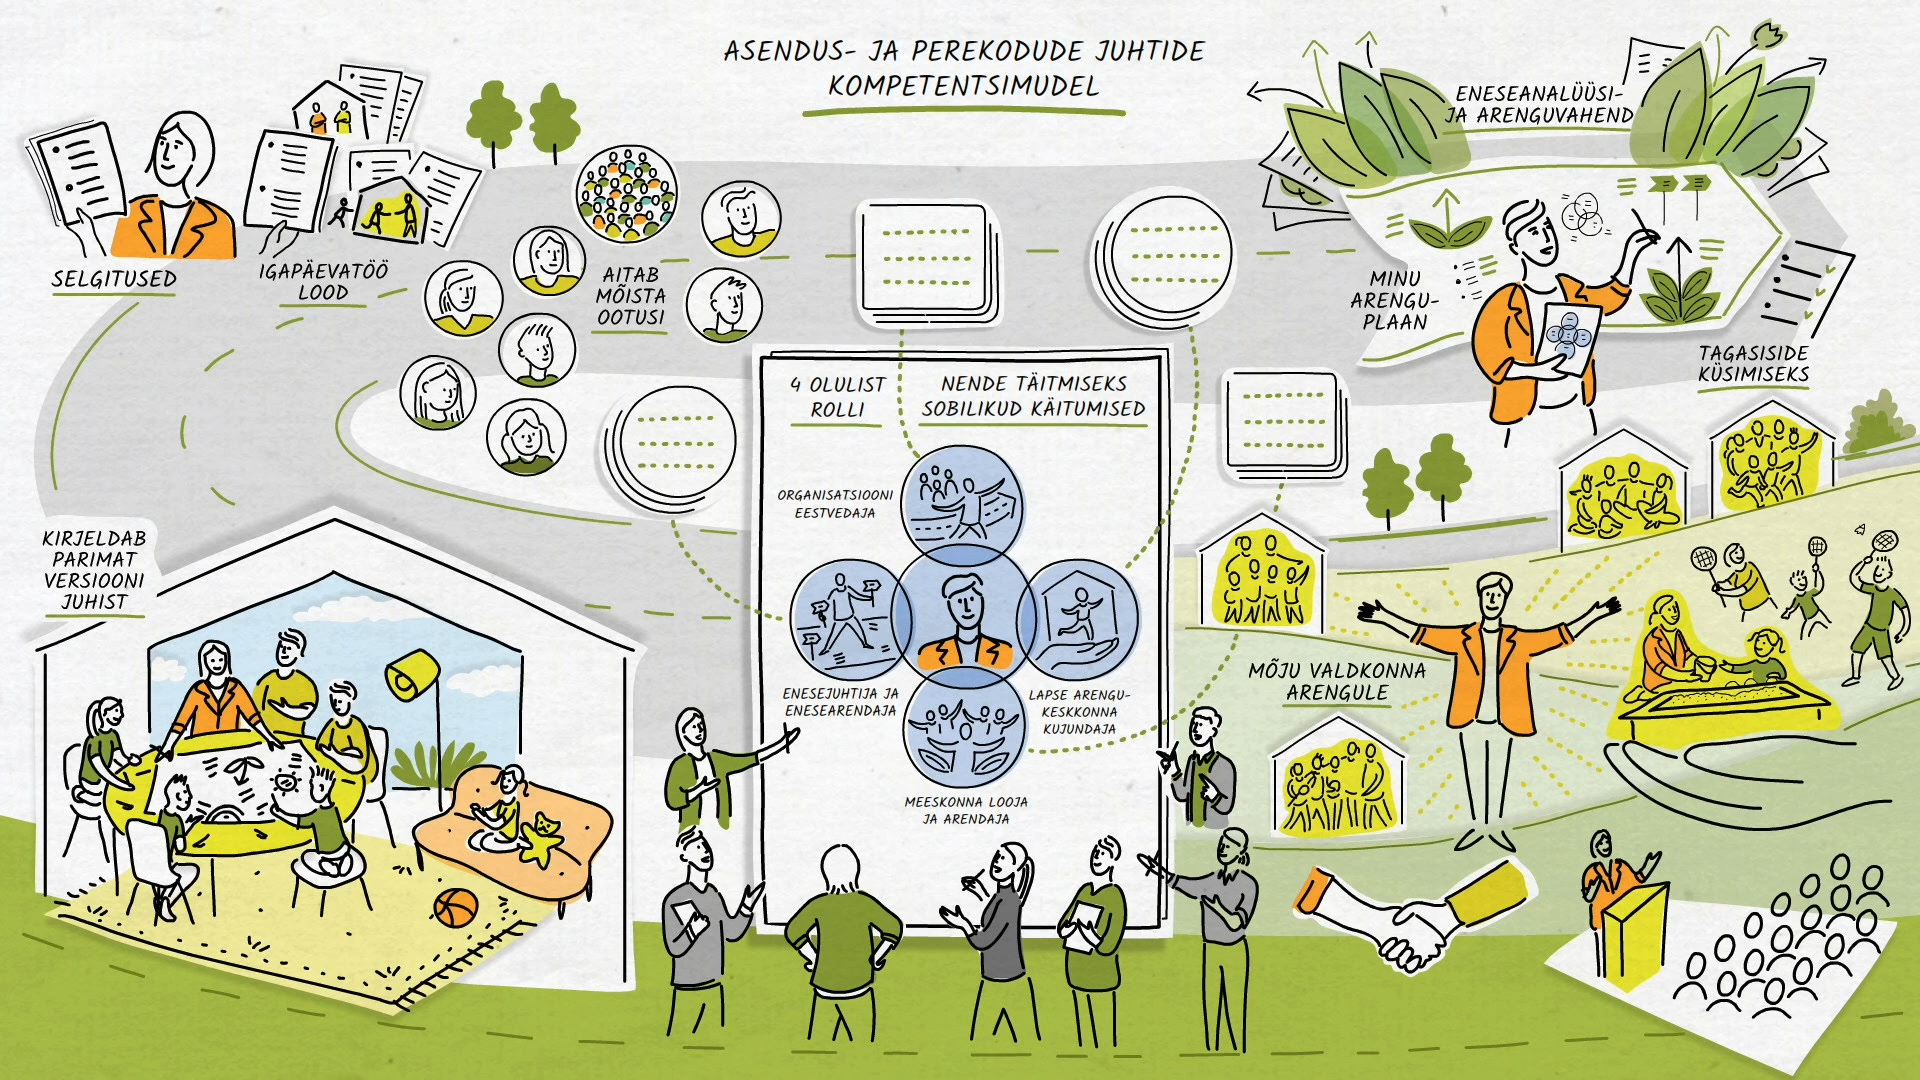 ASENDUS- JA PEREKODUDE JUHTIDE
KOMPETENTSIMUDEL
SELGITUSED
IGAPÄEVATÖÖ
LOOD
AITAB
MÕISTA
OOTUSI
ENESEANALÜÜSI-
JA ARENGUVAHEND
MINU
ARENGU-
PLAAN
TAGASISIDE
KÜSIMISEKS
4 OLULIST
ROLLI
NENDE TÄITMISEKS
SOBILIKUD KÄITUMISED
ORGANISATSIOONI
EESTVEDAJA
ENESEJUHTIJA JA
ENESEARENDAJA
LAPSE ARENGU-
KESKKONNA
KUJUNDAJA
MEESKONNA LOOJA
JA ARENDAJA
KIRJELDAB
PARIMAT
VERSIOONI
JUHIST
MÕJU VALDKONNA
ARENGULE